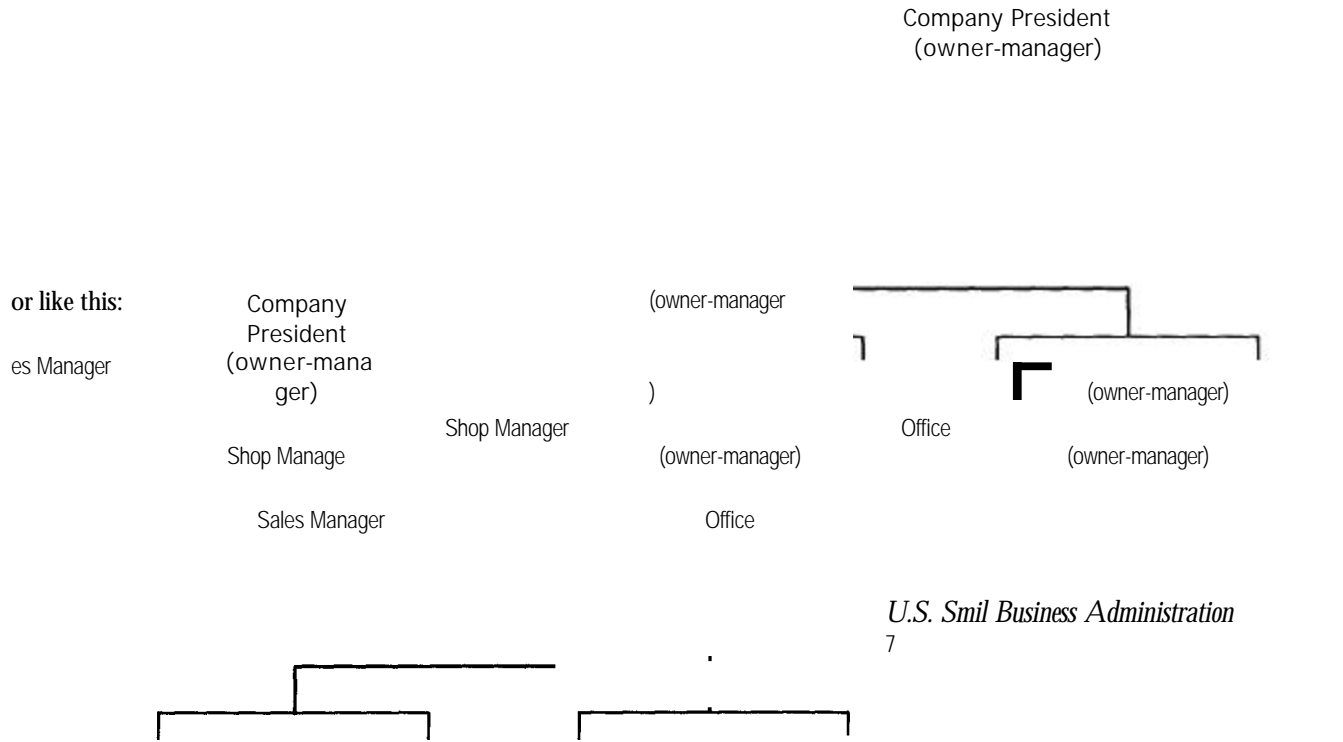 Company President
(owner-manager)
or like this:
Company
President
(owner-mana
ger)
(owner-manager
)
es Manager
(owner-manager)
Shop Manager
Office
Shop Manage
(owner-manager)
(owner-manager)
Sales Manager
Office
U.S. Smil Business Administration
7